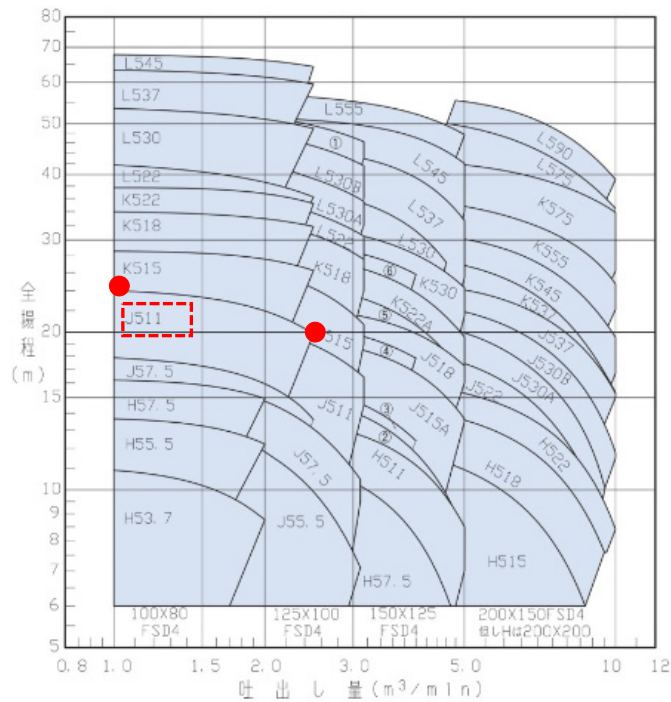 80
70
60
50
40
30
20
15
10
9
8
7
6
5
全揚程(m)
L545
L537
L530
L522
K522
K518
K515
J511
J57.5
H57.5
H55.5
H53.7
L555
①
L530B
L530A
L522
K518
K515
J511
J57.5
J55.5
L545
L537
L530
⑥
K530
K522A
⑤
④
J518
J515A
③
②
H511
H57.5
L590
L575
K575
K555
K545
K537
J537
J530B
J530A
J522
H522
H518
H515
100X80
FSD4
125X100
FSD4
150X125
FSD4
200X150FSD4
但しHは200X200
0.8 1.0 1.5 2.0 3.0 5.0 10 12
吐出し量(m³/min)